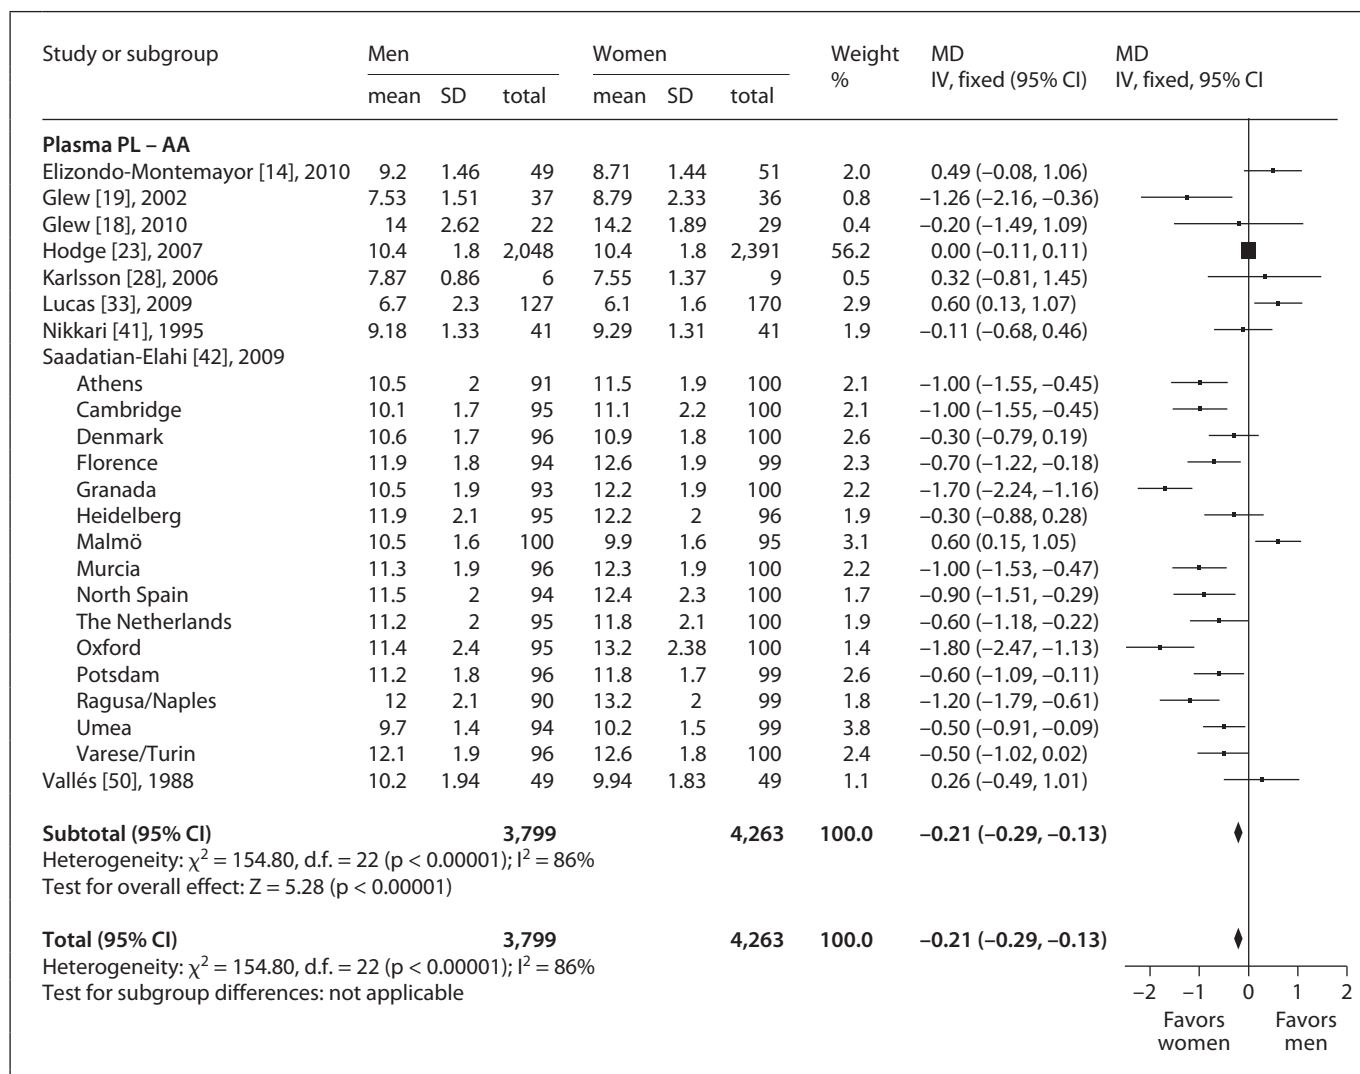 Study or subgroup Men Women Weight MD MD
% IV, fixed (95% CI) IV, fixed, 95% CI
mean SD total mean SD total
Plasma PL – AA
Elizondo-Montemayor [14], 2010 9.2 1.46 49 8.71 1.44 51 2.0 0.49 (–0.08, 1.06)
Glew [19], 2002 7.53 1.51 37 8.79 2.33 36 0.8 –1.26 (–2.16, –0.36)
Glew [18], 2010 14 2.62 22 14.2 1.89 29 0.4 –0.20 (–1.49, 1.09)
Hodge [23], 2007 10.4 1.8 2,048 10.4 1.8 2,391 56.2 0.00 (–0.11, 0.11)
Karlsson [28], 2006 7.87 0.86 6 7.55 1.37 9 0.5 0.32 (–0.81, 1.45)
Lucas [33], 2009 6.7 2.3 127 6.1 1.6 170 2.9 0.60 (0.13, 1.07)
Nikkari [41], 1995 9.18 1.33 41 9.29 1.31 41 1.9 –0.11 (–0.68, 0.46)
Saadatian-Elahi [42], 2009
Athens 10.5 2 91 11.5 1.9 100 2.1 –1.00 (–1.55, –0.45)
Cambridge 10.1 1.7 95 11.1 2.2 100 2.1 –1.00 (–1.55, –0.45)
Denmark 10.6 1.7 96 10.9 1.8 100 2.6 –0.30 (–0.79, 0.19)
Florence 11.9 1.8 94 12.6 1.9 99 2.3 –0.70 (–1.22, –0.18)
Granada 10.5 1.9 93 12.2 1.9 100 2.2 –1.70 (–2.24, –1.16)
Heidelberg 11.9 2.1 95 12.2 2 96 1.9 –0.30 (–0.88, 0.28)
Malmö 10.5 1.6 100 9.9 1.6 95 3.1 0.60 (0.15, 1.05)
Murcia 11.3 1.9 96 12.3 1.9 100 2.2 –1.00 (–1.53, –0.47)
North Spain 11.5 2 94 12.4 2.3 100 1.7 –0.90 (–1.51, –0.29)
The Netherlands 11.2 2 95 11.8 2.1 100 1.9 –0.60 (–1.18, –0.22)
Oxford 11.4 2.4 95 13.2 2.38 100 1.4 –1.80 (–2.47, –1.13)
Potsdam 11.2 1.8 96 11.8 1.7 99 2.6 –0.60 (–1.09, –0.11)
Ragusa/Naples 12 2.1 90 13.2 2 99 1.8 –1.20 (–1.79, –0.61)
Umea 9.7 1.4 94 10.2 1.5 99 3.8 –0.50 (–0.91, –0.09)
Varese/Turin 12.1 1.9 96 12.6 1.8 100 2.4 –0.50 (–1.02, 0.02)
Vallés [50], 1988 10.2 1.94 49 9.94 1.83 49 1.1 0.26 (–0.49, 1.01)
Subtotal (95% CI) 3,799 4,263 100.0 –0.21 (–0.29, –0.13)
Heterogeneity: χ² = 154.80, d.f. = 22 (p < 0.00001); I² = 86%
Test for overall effect: Z = 5.28 (p < 0.00001)
Total (95% CI) 3,799 4,263 100.0 –0.21 (–0.29, –0.13)
Heterogeneity: χ² = 154.80, d.f. = 22 (p < 0.00001); I² = 86%
Test for subgroup differences: not applicable
–2 –1 0 1 2
Favors Favors
women men